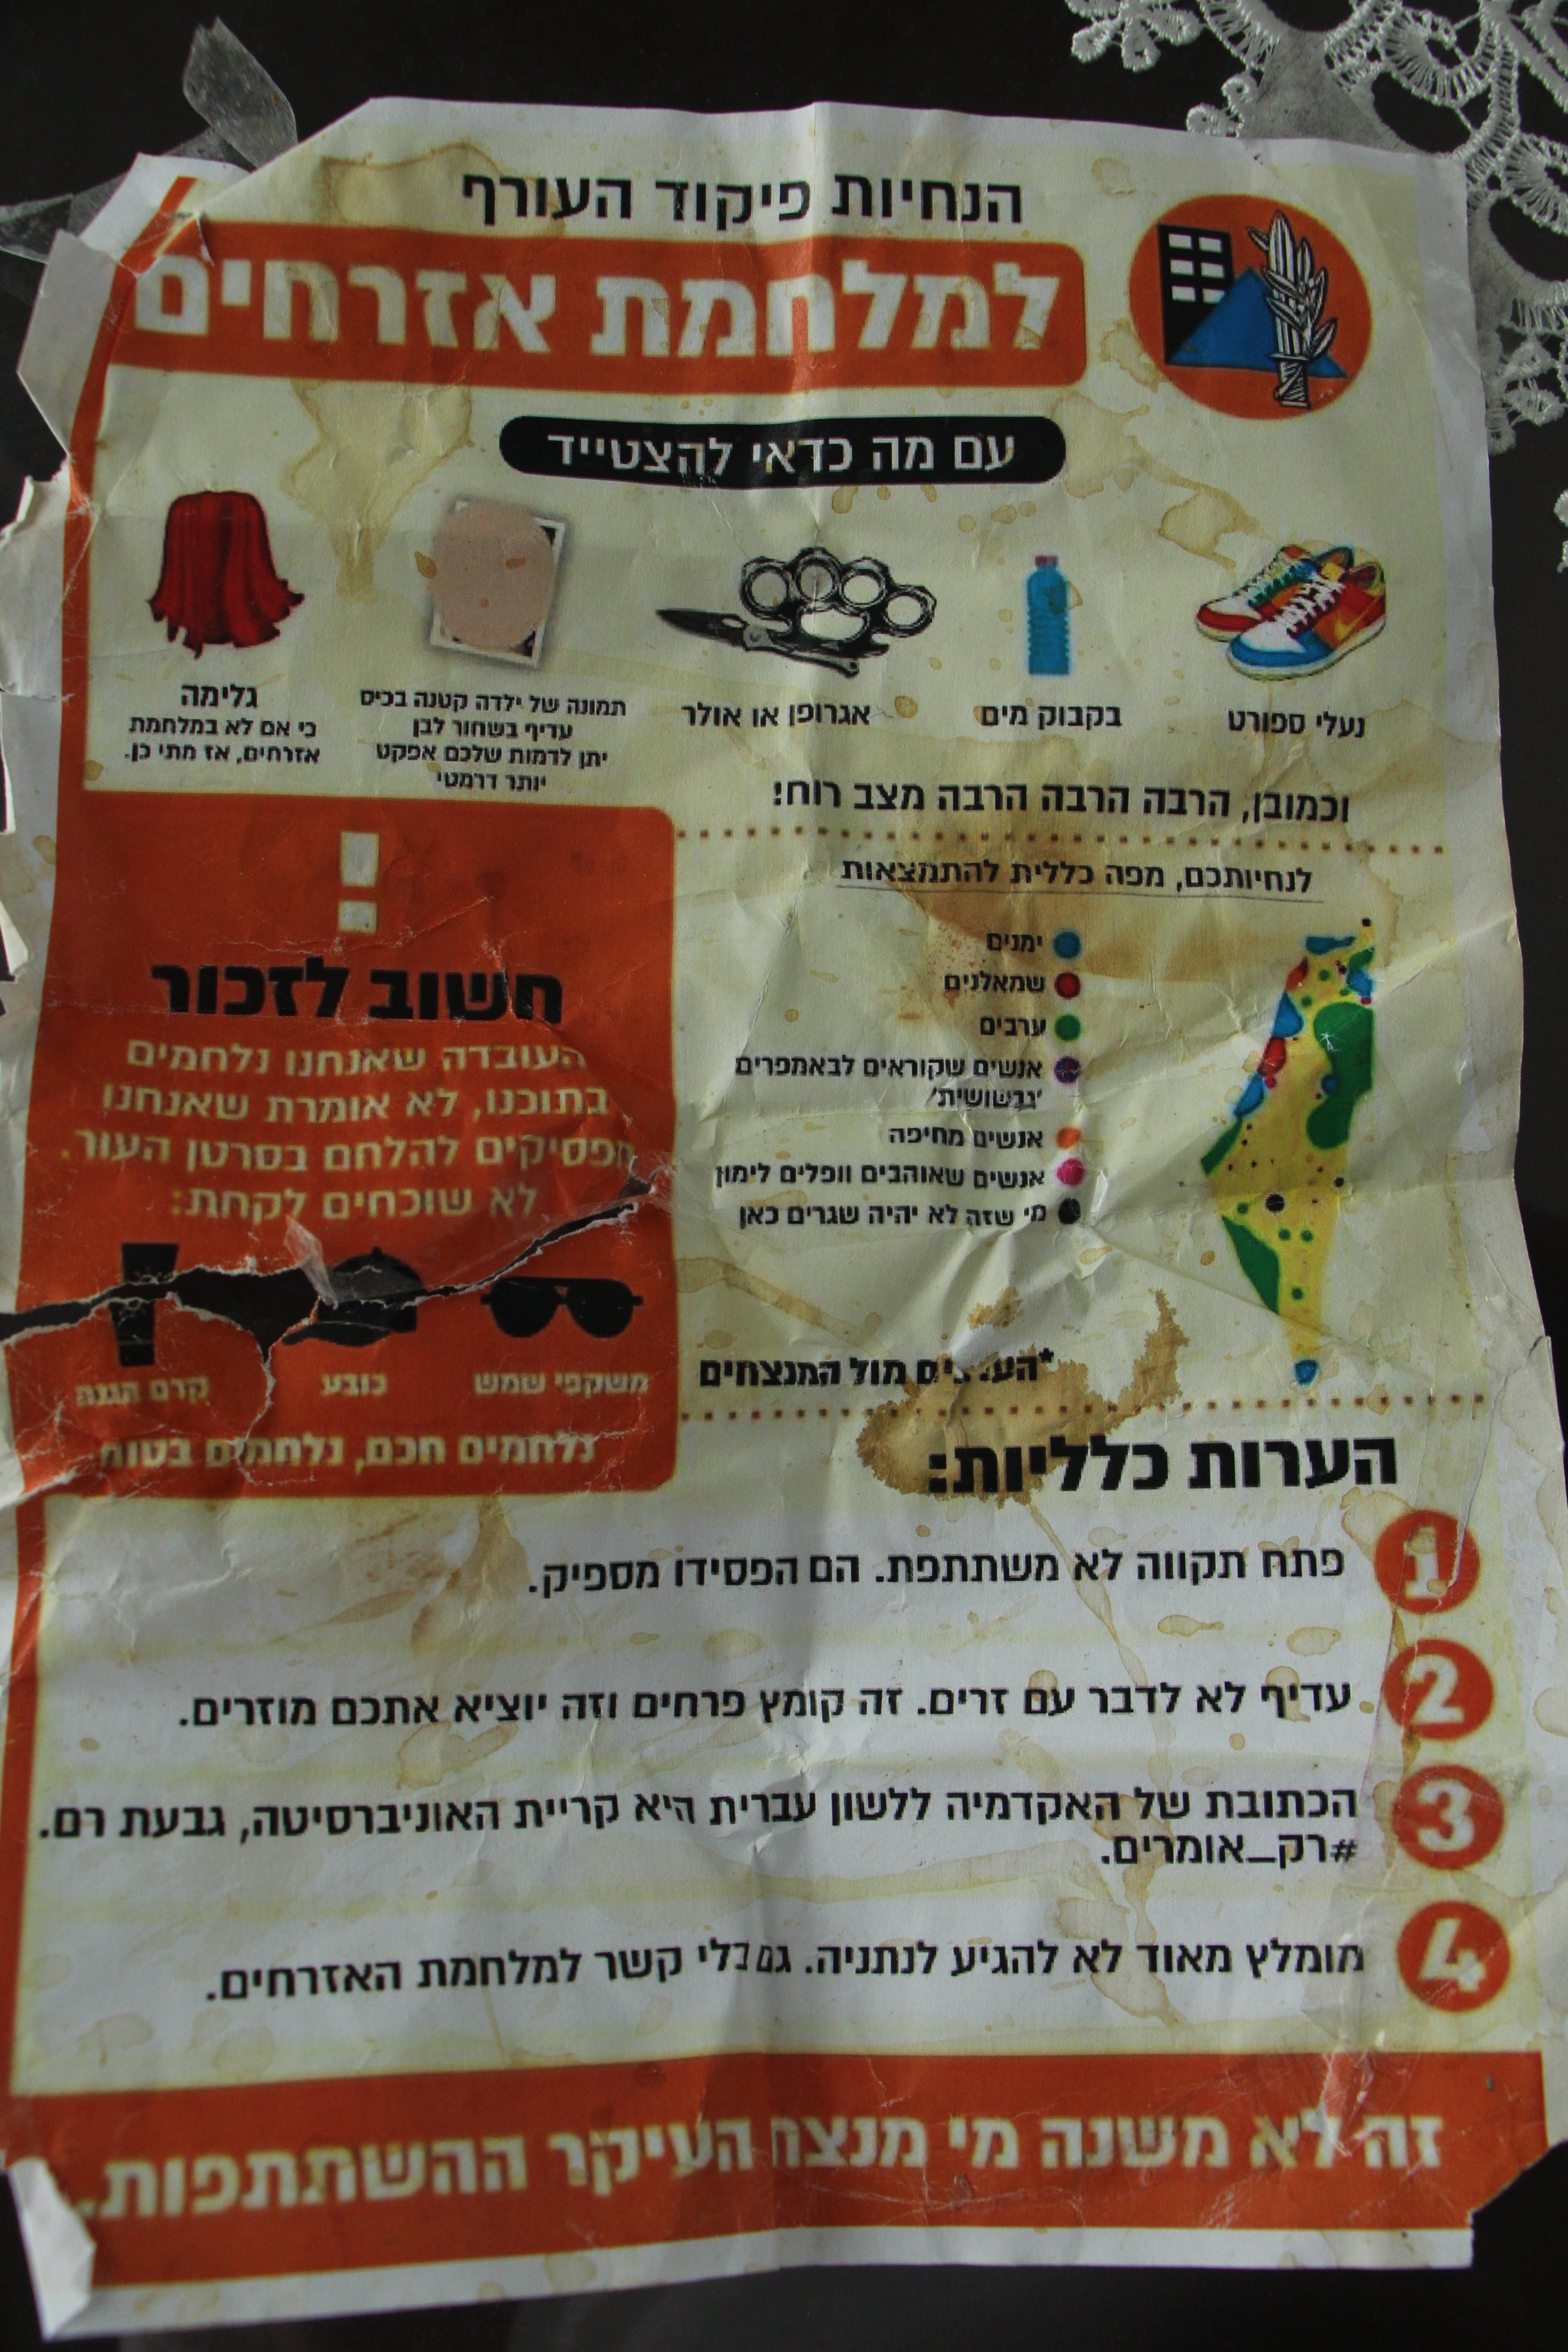 הנחיות פיקוד העורף
למלחמת אזרחים
עם מה כדאי להצטייד
נעלי ספורט
בקבוק מים
אגרופן או אולר
תמונה של ילדה קטנה בכיס
עדיף בשחור לבן
יתן לדמות שלכם אפקט
יותר דרמטי
גלימה
כי אם לא במלחמת
אזרחים, אז מתי כן.
וכמובן, הרבה הרבה הרבה מצב רוח!
לנחיותכם, מפה כללית להתמצאות
ימנים
שמאלנים
ערבים
אנשים שקוראים לבאמפרים
'גבשושית'
אנשים מחיפה
אנשים שאוהבים וופלים לימון
מי שזה לא יהיה שגרים כאן
מול המנצחים
!
חשוב לזכור
העובדה שאנחנו נלחמים
בתוכנו, לא אומרת שאנחנו
מפסיקים להלחם בסרטן העור.
לא שוכחים לקחת:
משקפי שמש
כובע
קרם הגנה
נלחמים חכם, נלחמים בטוח
הערות כלליות:
1
פתח תקווה לא משתתפת. הם הפסידו מספיק.
2
עדיף לא לדבר עם זרים. זה קומץ פרחים וזה יוציא אתכם מוזרים.
3
הכתובת של האקדמיה ללשון עברית היא קריית האוניברסיטה, גבעת רם.
#רק_אומרים.
4
מומלץ מאוד לא להגיע לנתניה. גם בלי קשר למלחמת האזרחים.
זה לא משנה מי מנצח העיקר ההשתתפות.